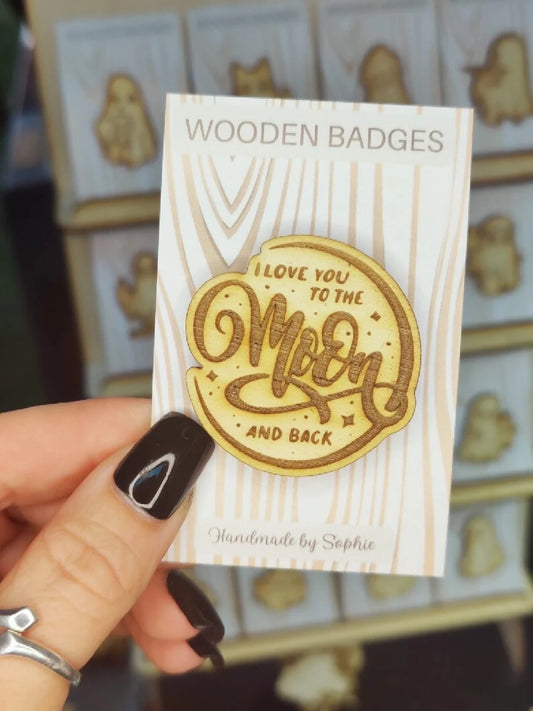 WOODEN BADGES
I LOVE YOU
TO THE
Moon
AND BACK
Handmade by Sophie